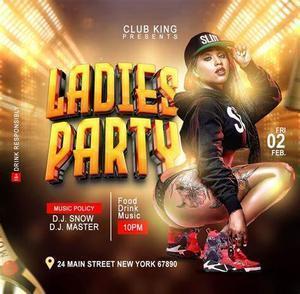 CLUB KING
PRESENTS
LADIES
PARTY
FRI
02
FEB.
DRINK RESPONSIBLY
MUSIC POLICY
D.J. SNOW
D.J. MASTER
Food
Drink
Music
10PM
24 MAIN STREET NEW YORK 67890